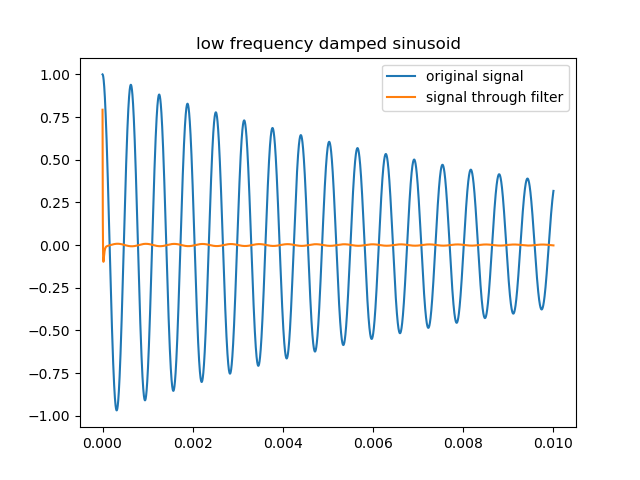 low frequency damped sinusoid
original signal
signal through filter
1.00
0.75
0.50
0.25
0.00
−0.25
−0.50
−0.75
−1.00
0.000 0.002 0.004 0.006 0.008 0.010